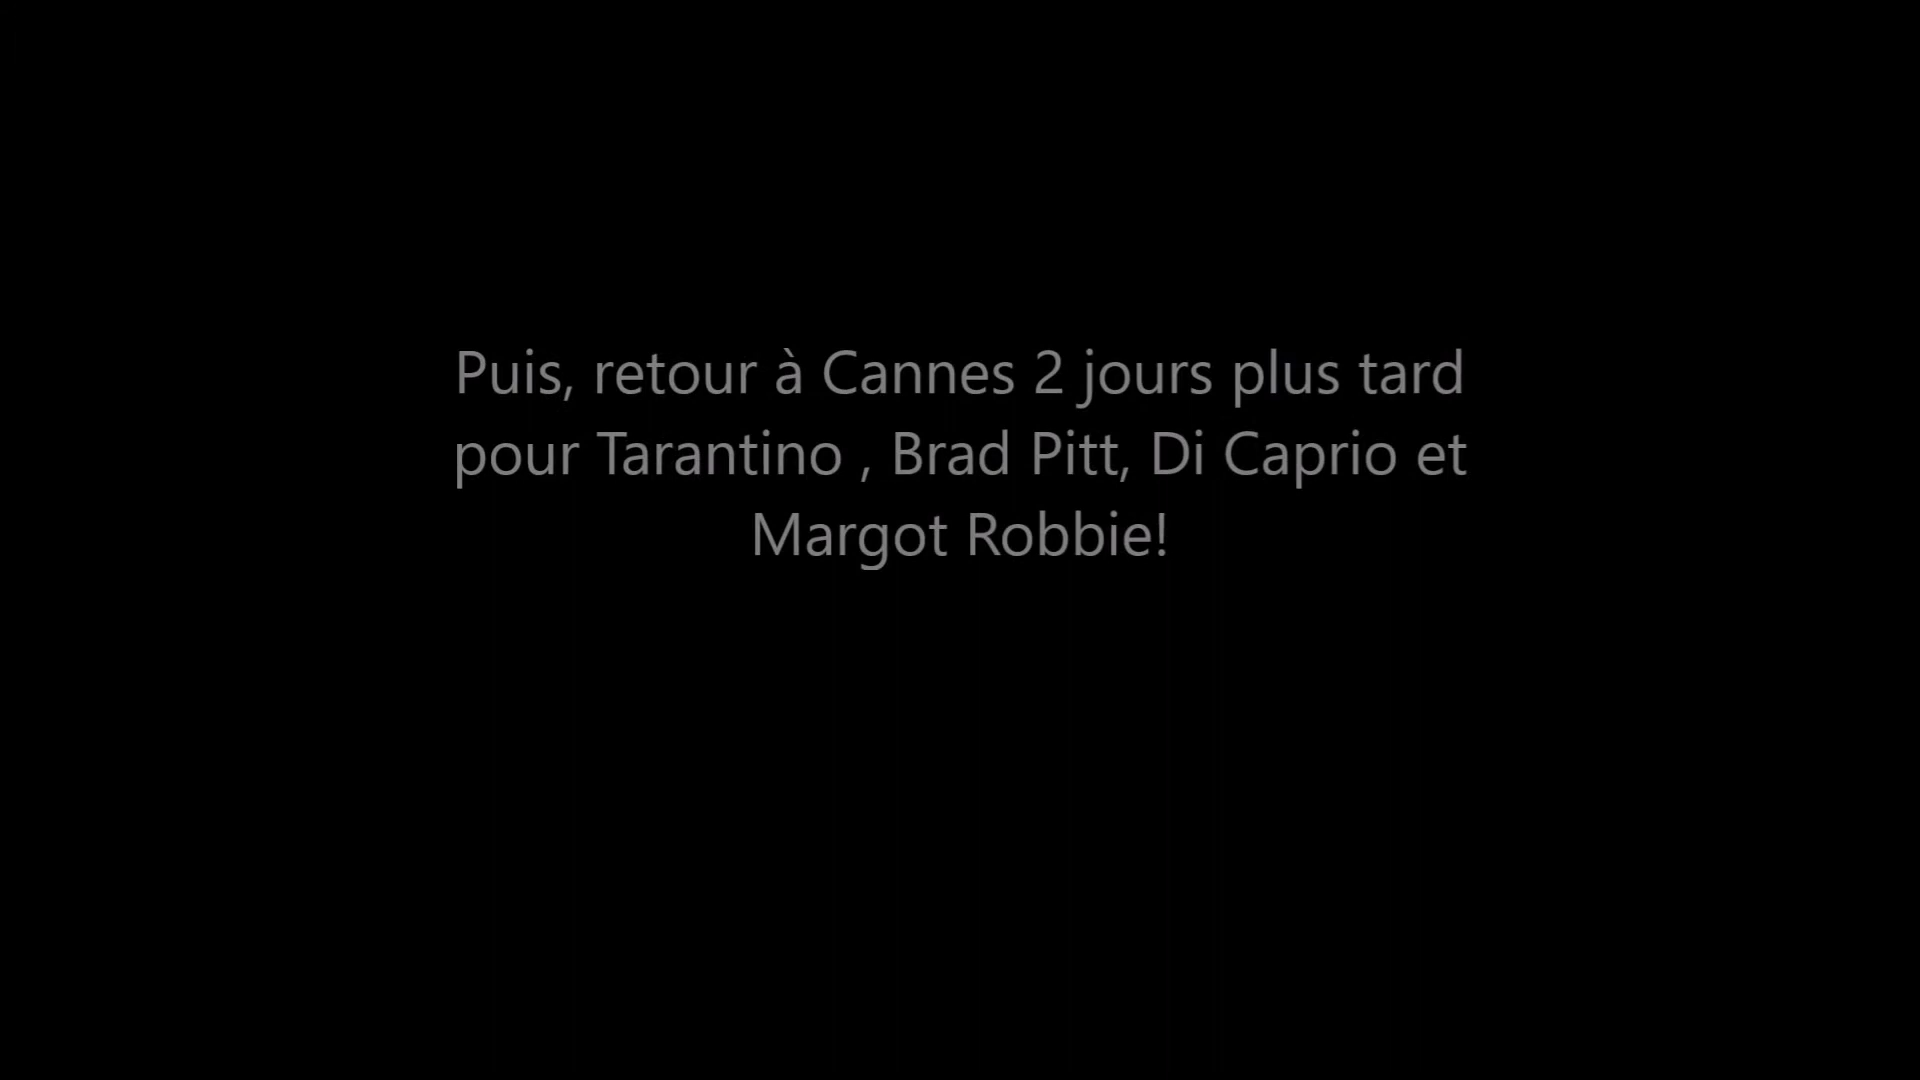 Puis, retour à Cannes 2 jours plus tard
pour Tarantino , Brad Pitt, Di Caprio et
Margot Robbie!